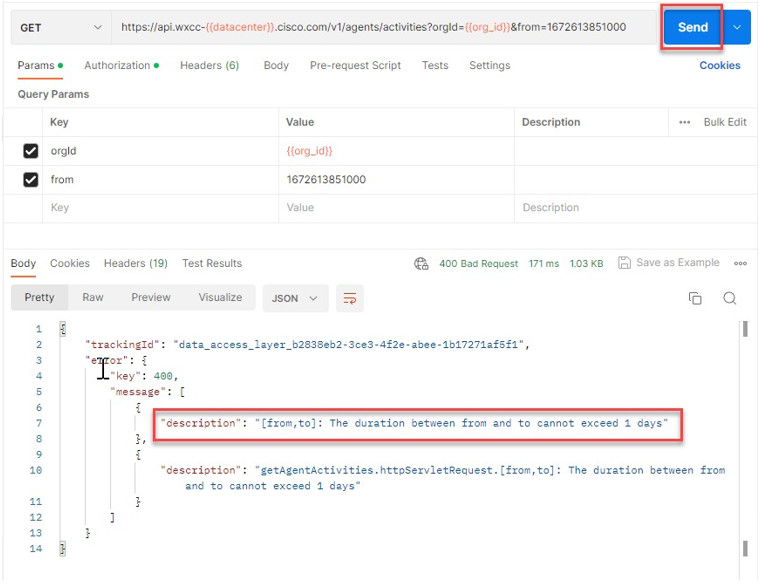 GET https://api.wxcc-{{datacenter}}.cisco.com/v1/agents/activities?orgId={{org_id}}&from=1672613851000 Send
Params Authorization Headers (6) Body Pre-request Script Tests Settings Cookies
Query Params
Key Value Description ••• Bulk Edit
orgId {{org_id}}
from 1672613851000
Key Value Description
Body Cookies Headers (19) Test Results 400 Bad Request 171 ms 1.03 KB Save as Example
Pretty Raw Preview Visualize JSON
1 {
2 "trackingId": "data_access_layer_b2838eb2-3ce3-4f2e-abee-1b17271af5f1",
3 "error": {
4 "key": 400,
5 "message": [
6 {
7 "description": "[from,to]: The duration between from and to cannot exceed 1 days"
8 },
9 {
10 "description": "getAgentActivities.httpServletRequest.[from,to]: The duration between from
and to cannot exceed 1 days"
11 }
12 ]
13 }
14 }